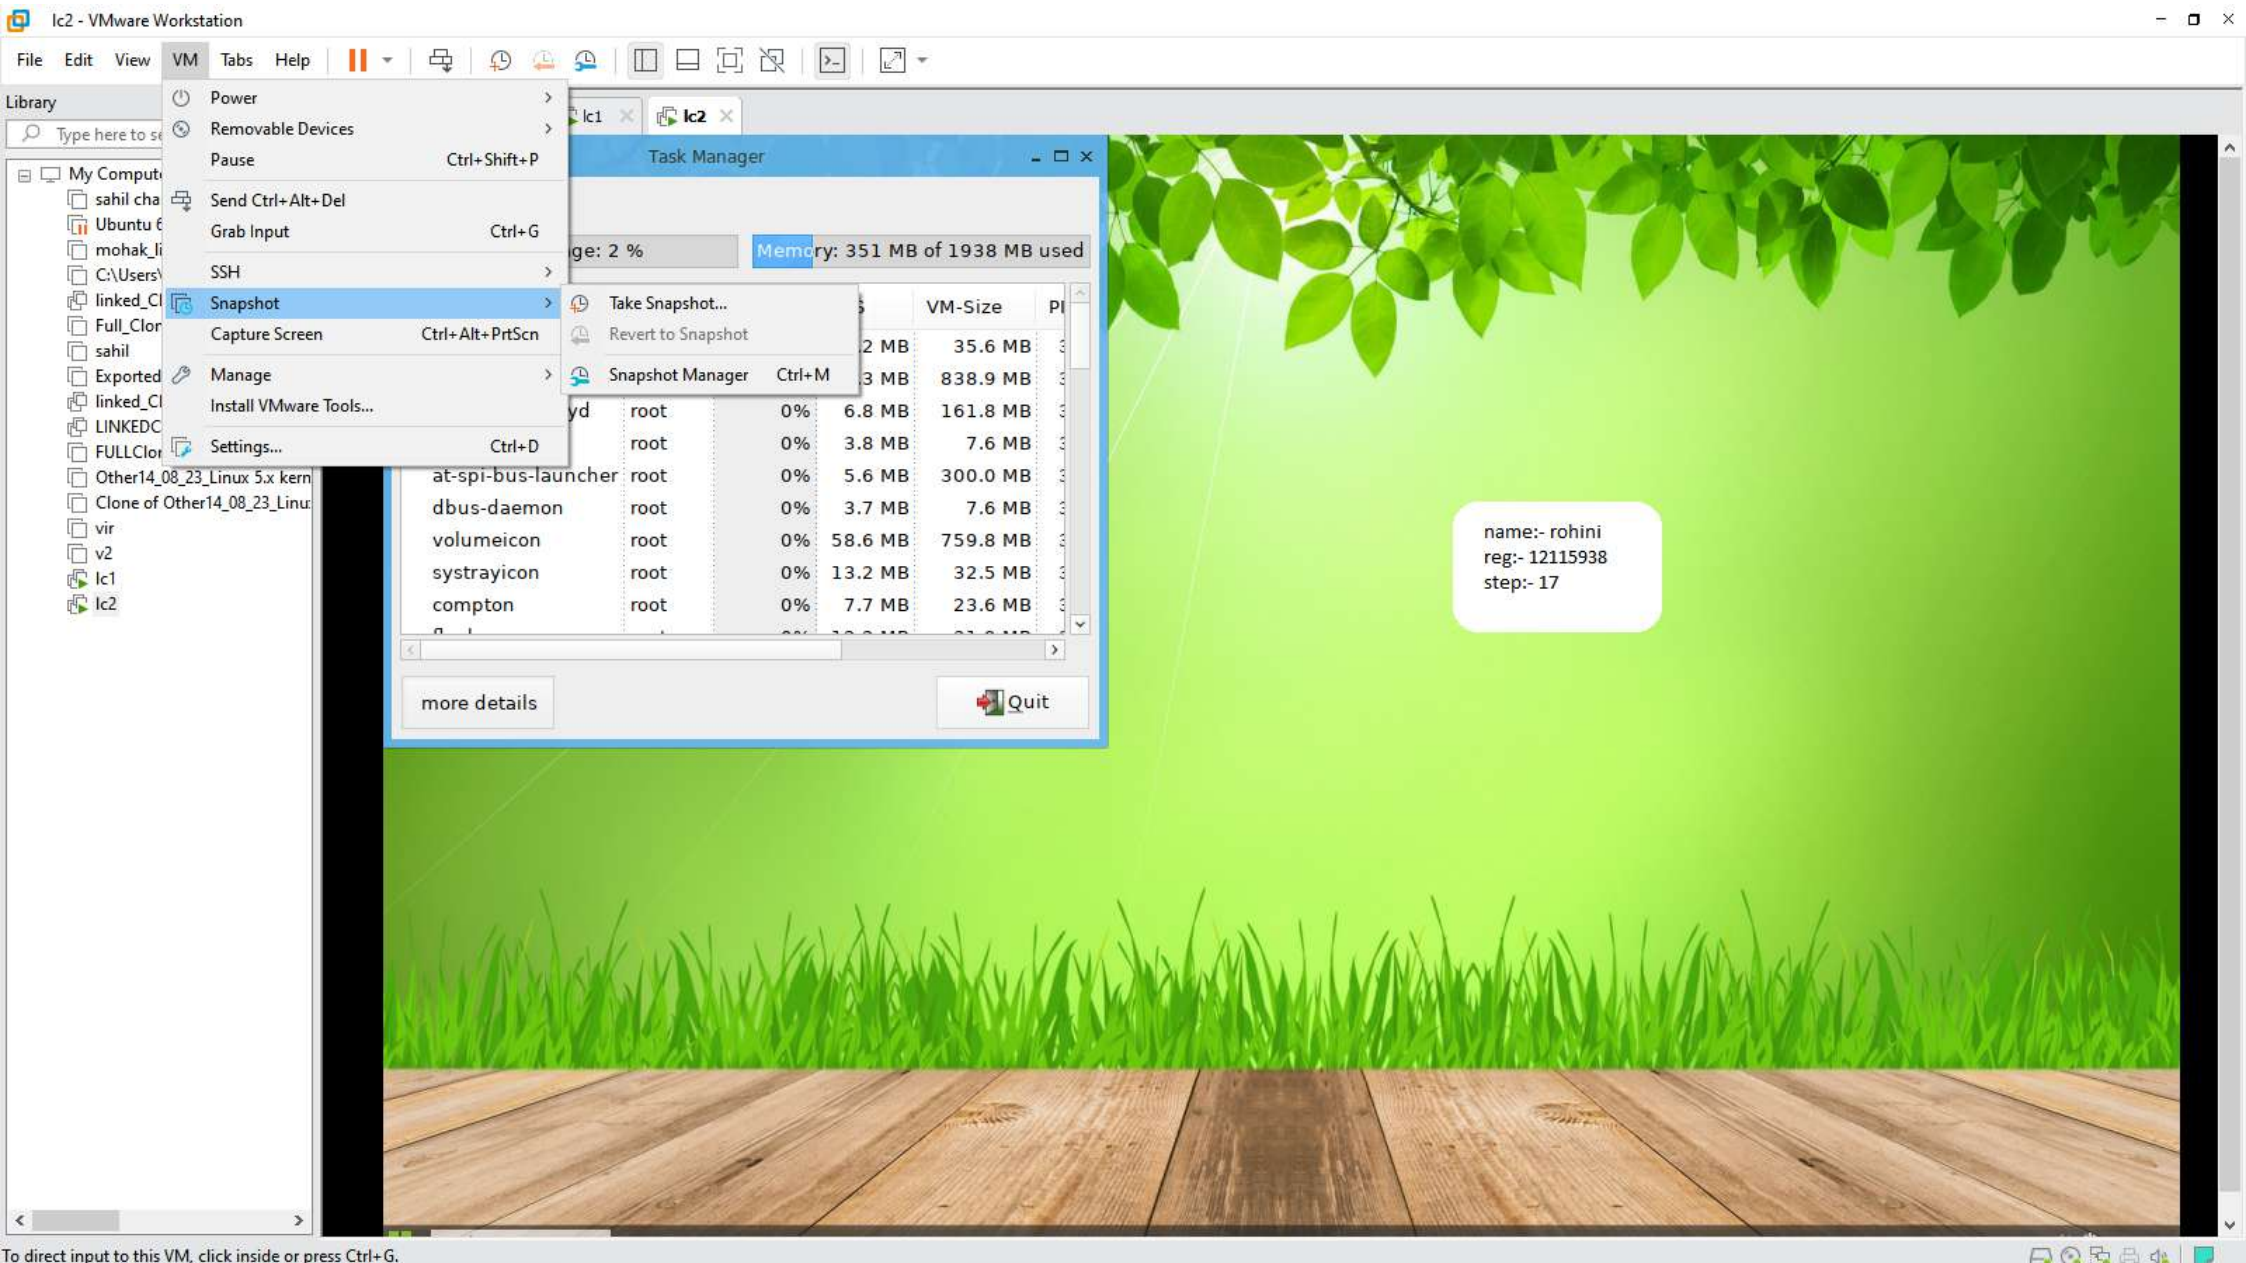 lc2 - VMware Workstation
File Edit View VM Tabs Help
Library
Type here to se
My Compute
sahil cha
Ubuntu 6
mohak_li
C:\Users\
linked_Cl
Full_Clor
sahil
Exported
linked_Cl
LINKEDC
FULLClor
Other14_08_23_Linux 5.x kern
Clone of Other14_08_23_Linu
vir
v2
lc1
lc2
Power
Removable Devices
Pause Ctrl+Shift+P
Send Ctrl+Alt+Del
Grab Input Ctrl+G
SSH
Snapshot
Capture Screen Ctrl+Alt+PrtScn
Manage
Install VMware Tools...
Settings... Ctrl+D
Take Snapshot...
Revert to Snapshot
Snapshot Manager Ctrl+M
lc1 lc2
Task Manager
ge: 2 % Memory: 351 MB of 1938 MB used
VM-Size
2 MB 35.6 MB
3 MB 838.9 MB
yd root 0% 6.8 MB 161.8 MB
root 0% 3.8 MB 7.6 MB
at-spi-bus-launcher root 0% 5.6 MB 300.0 MB
dbus-daemon root 0% 3.7 MB 7.6 MB
volumeicon root 0% 58.6 MB 759.8 MB
systrayicon root 0% 13.2 MB 32.5 MB
compton root 0% 7.7 MB 23.6 MB
more details Quit
name:- rohini
reg:- 12115938
step:- 17
To direct input to this VM, click inside or press Ctrl+G.